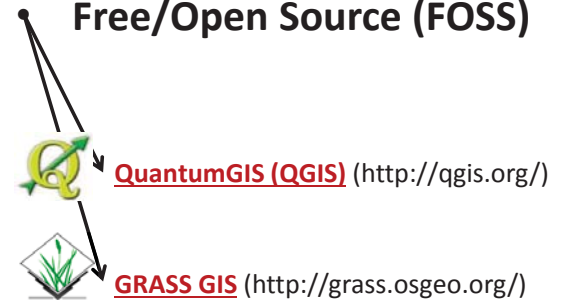 • Free/Open Source (FOSS)
QuantumGIS (QGIS) (http://qgis.org/)
GRASS GIS (http://grass.osgeo.org/)